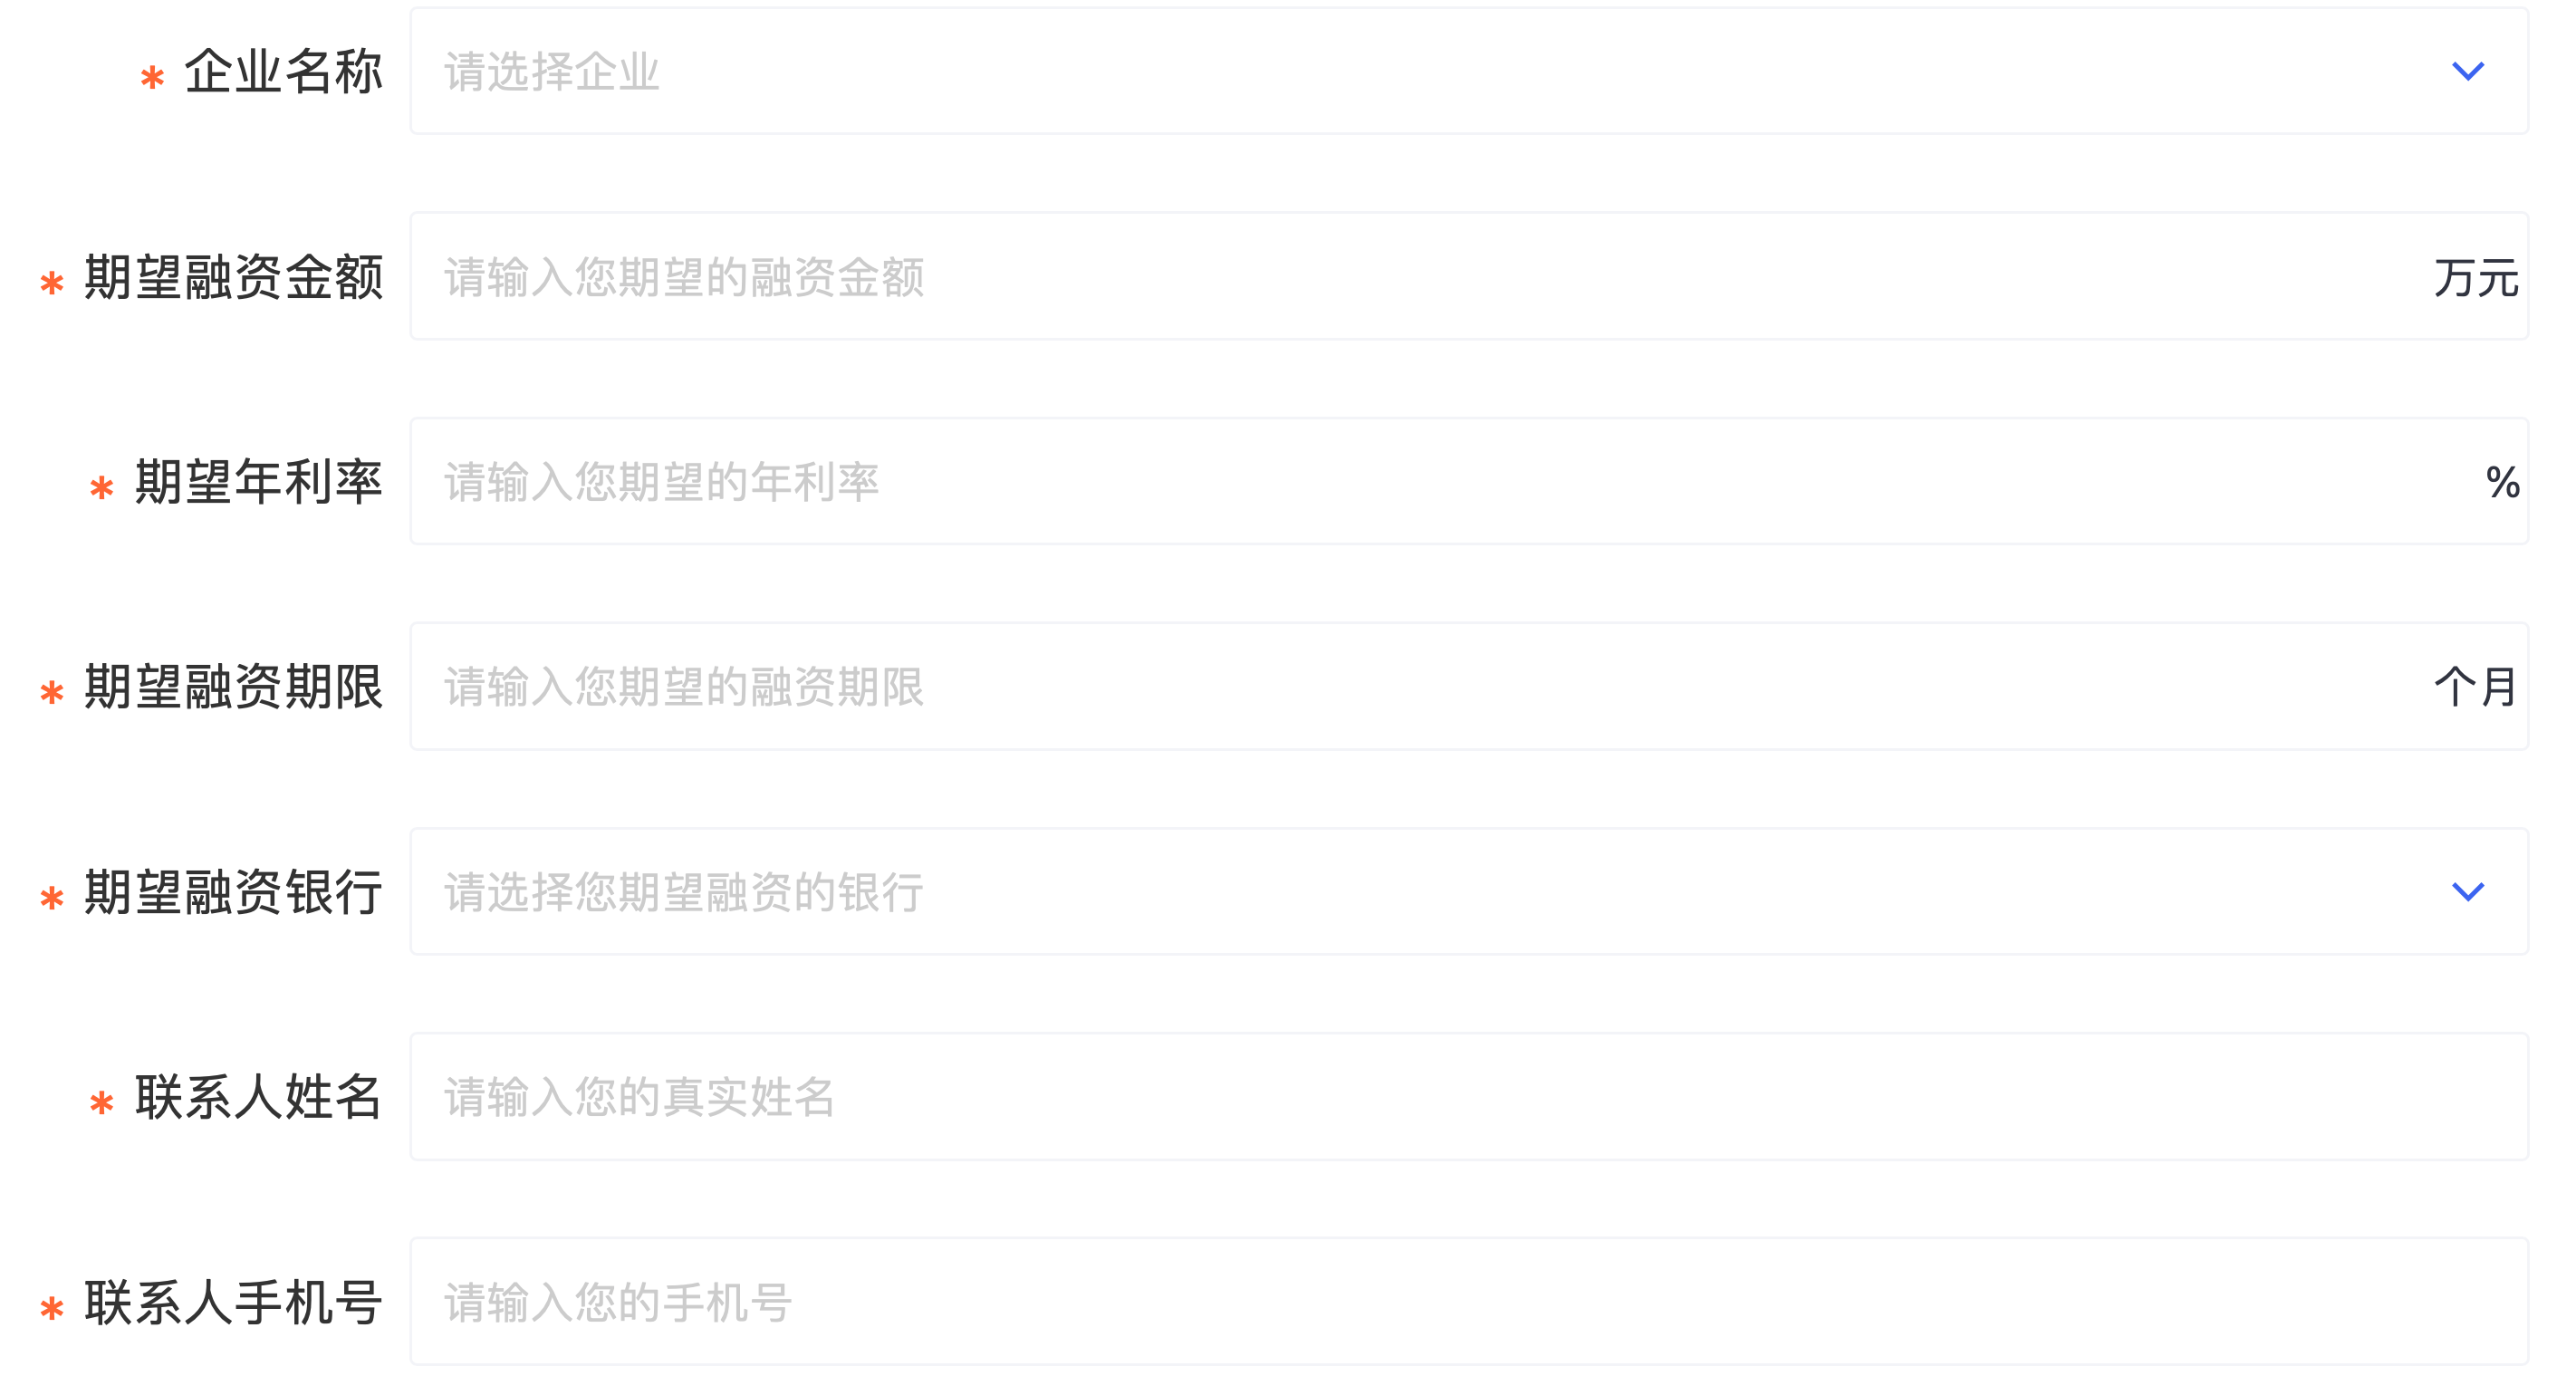 * 企业名称 请选择企业
* 期望融资金额 请输入您期望的融资金额 万元
* 期望年利率 请输入您期望的年利率 %
* 期望融资期限 请输入您期望的融资期限 个月
* 期望融资银行 请选择您期望融资的银行
* 联系人姓名 请输入您的真实姓名
* 联系人手机号 请输入您的手机号